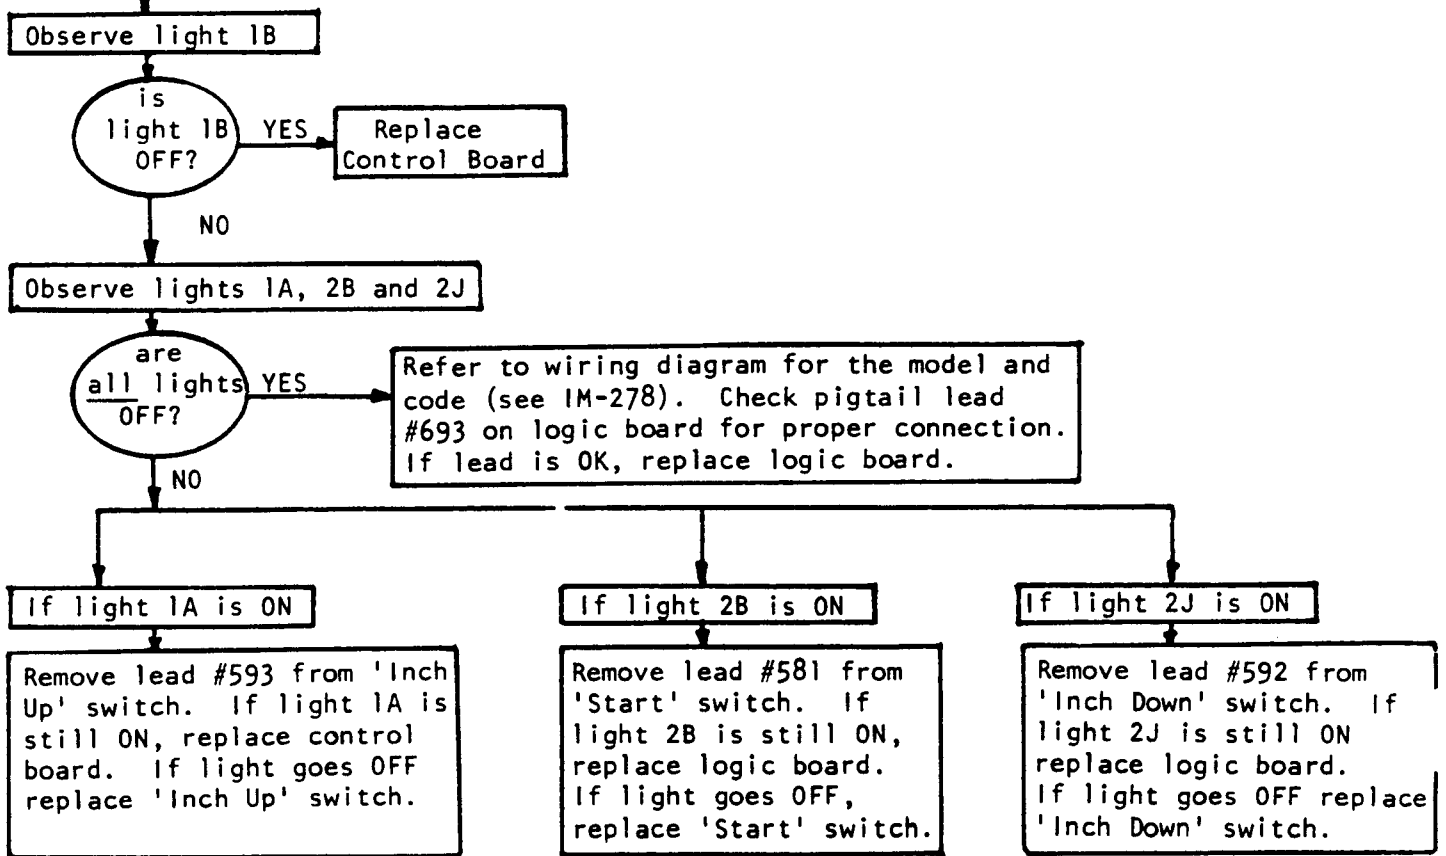 Observe light 1B
is
light 1B
OFF?
YES
Replace
Control Board
NO
Observe lights 1A, 2B and 2J
are
all lights
OFF?
YES
Refer to wiring diagram for the model and
code (see IM-278). Check pigtail lead
#693 on logic board for proper connection.
If lead is OK, replace logic board.
NO
If light 1A is ON
Remove lead #593 from 'Inch
Up' switch. If light 1A is
still ON, replace control
board. If light goes OFF
replace 'Inch Up' switch.
If light 2B is ON
Remove lead #581 from
'Start' switch. If
light 2B is still ON,
replace logic board.
If light goes OFF,
replace 'Start' switch.
If light 2J is ON
Remove lead #592 from
'Inch Down' switch. If
light 2J is still ON
replace logic board.
If light goes OFF replace
'Inch Down' switch.